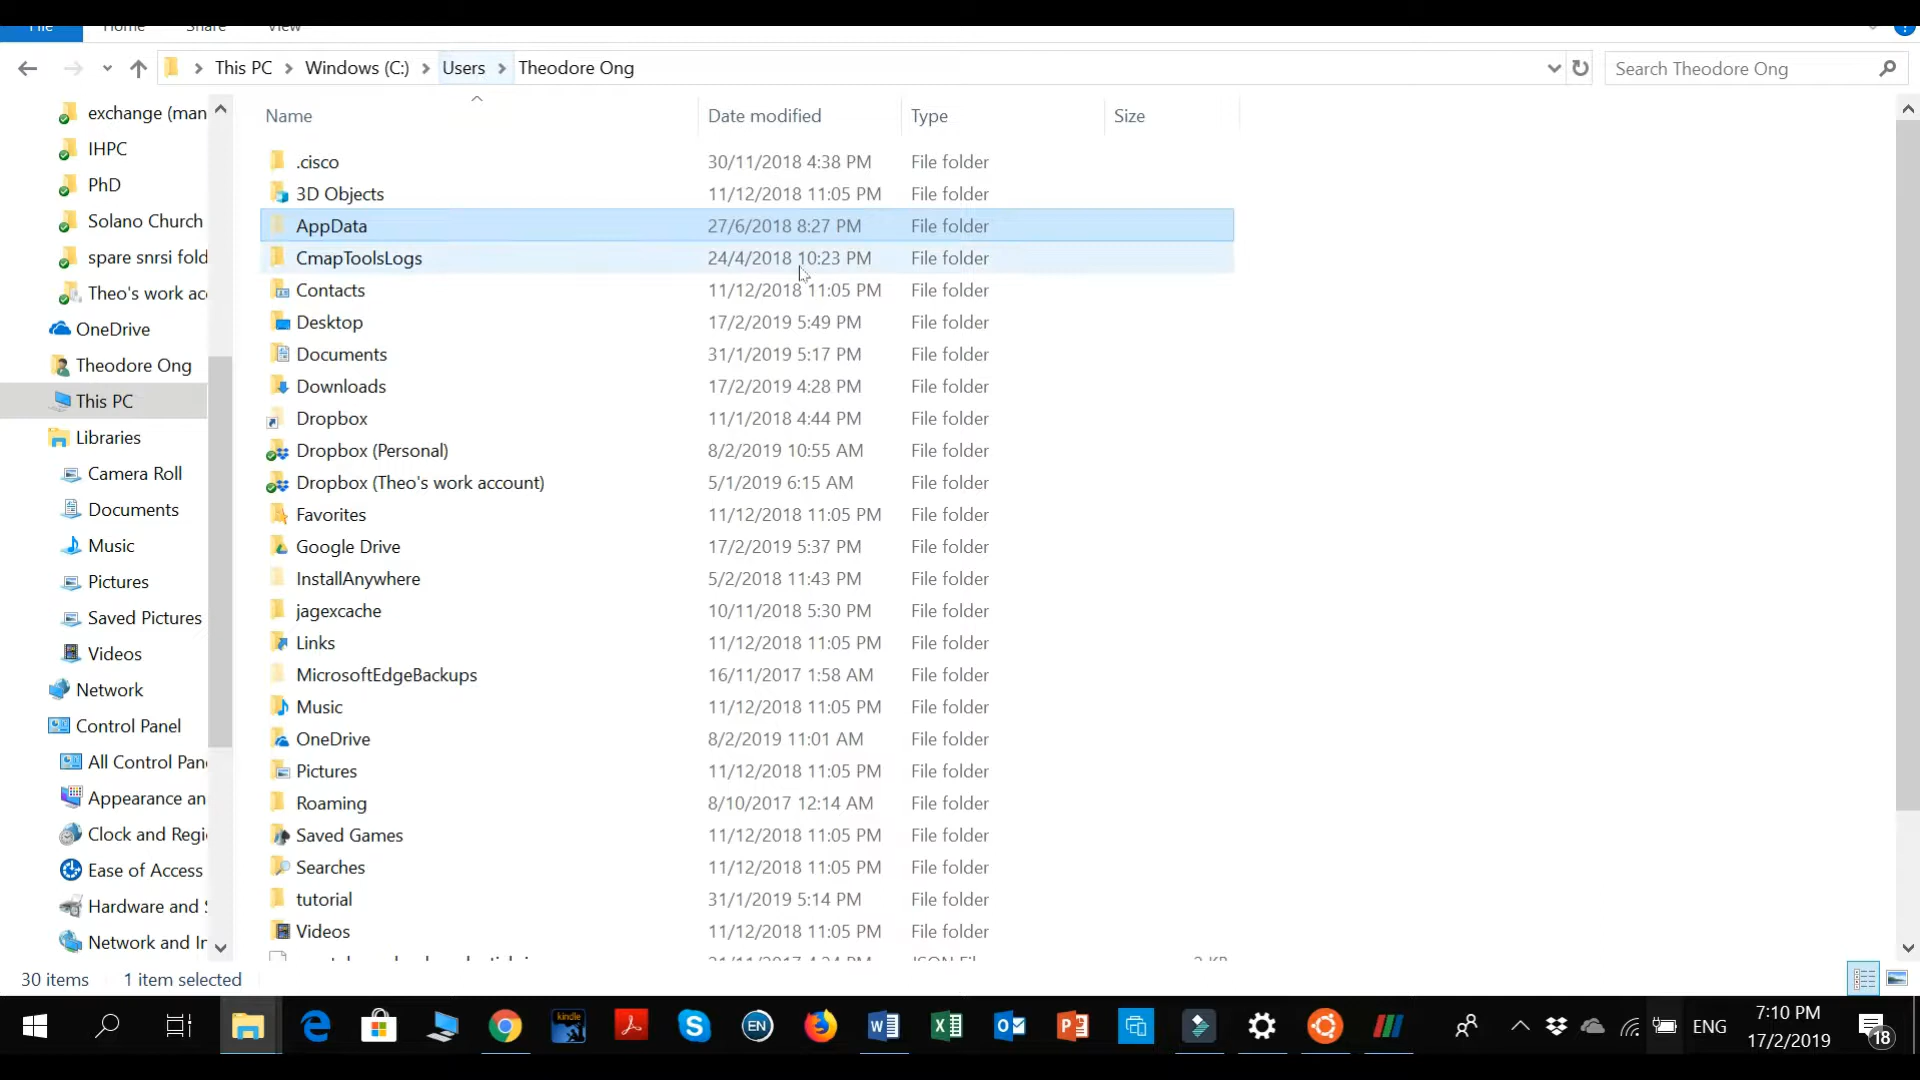 File Home Share View
This PC Windows (C:) Users Theodore Ong
Search Theodore Ong
exchange (man
IHPC
PhD
Solano Church
spare snrsi fold
Theo's work ac
OneDrive
Theodore Ong
This PC
Libraries
Camera Roll
Documents
Music
Pictures
Saved Pictures
Videos
Network
Control Panel
All Control Pan
Appearance an
Clock and Regi
Ease of Access
Hardware and S
Network and In
Name Date modified Type Size
.cisco 30/11/2018 4:38 PM File folder
3D Objects 11/12/2018 11:05 PM File folder
AppData 27/6/2018 8:27 PM File folder
CmapToolsLogs 24/4/2018 10:23 PM File folder
Contacts 11/12/2018 11:05 PM File folder
Desktop 17/2/2019 5:49 PM File folder
Documents 31/1/2019 5:17 PM File folder
Downloads 17/2/2019 4:28 PM File folder
Dropbox 11/1/2018 4:44 PM File folder
Dropbox (Personal) 8/2/2019 10:55 AM File folder
Dropbox (Theo's work account) 5/1/2019 6:15 AM File folder
Favorites 11/12/2018 11:05 PM File folder
Google Drive 17/2/2019 5:37 PM File folder
InstallAnywhere 5/2/2018 11:43 PM File folder
jagexcache 10/11/2018 5:30 PM File folder
Links 11/12/2018 11:05 PM File folder
MicrosoftEdgeBackups 16/11/2017 1:58 AM File folder
Music 11/12/2018 11:05 PM File folder
OneDrive 8/2/2019 11:01 AM File folder
Pictures 11/12/2018 11:05 PM File folder
Roaming 8/10/2017 12:14 AM File folder
Saved Games 11/12/2018 11:05 PM File folder
Searches 11/12/2018 11:05 PM File folder
tutorial 31/1/2019 5:14 PM File folder
Videos 11/12/2018 11:05 PM File folder
30 items 1 item selected
kindle
EN
ENG
7:10 PM
17/2/2019
18